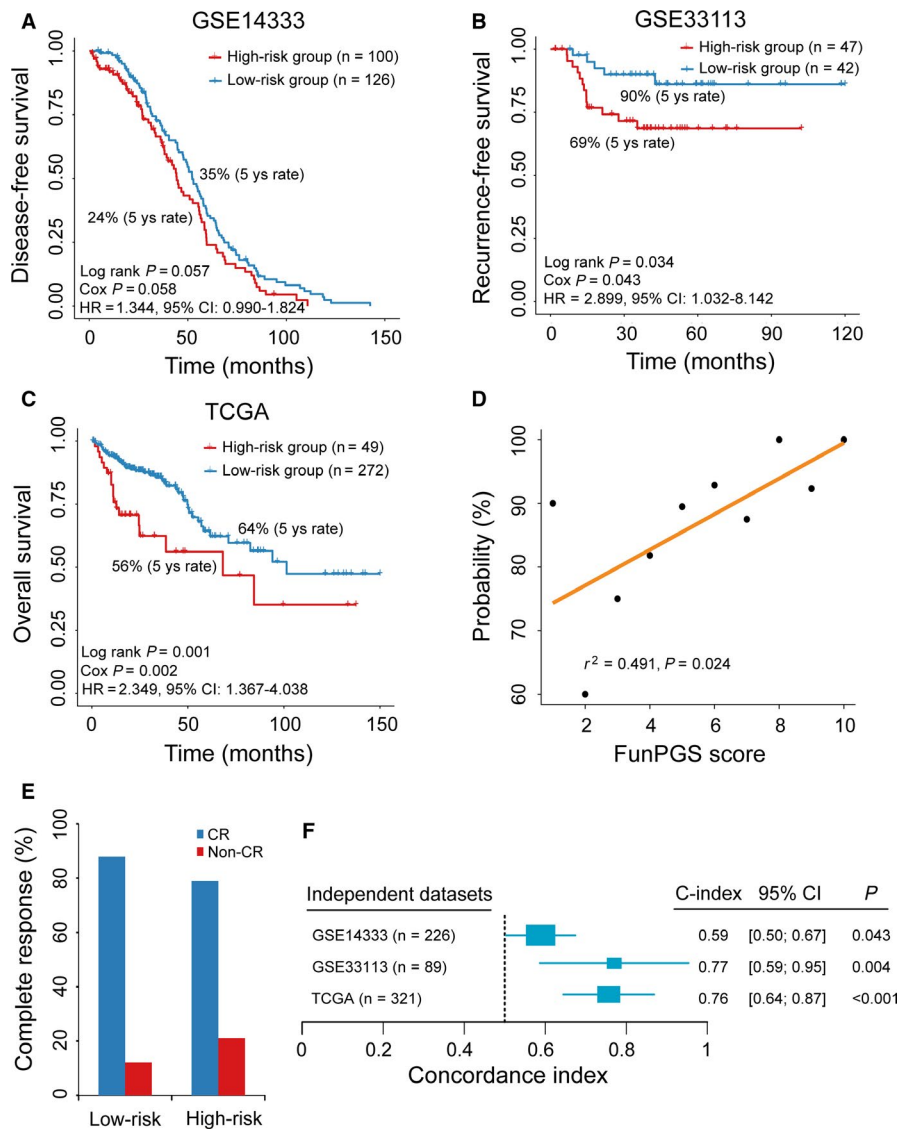 A
GSE14333
Disease-free survival
1.00
0.75
0.50
0.25
0.00
High-risk group (n = 100)
Low-risk group (n = 126)
35% (5 ys rate)
24% (5 ys rate)
Log rank P = 0.057
Cox P = 0.058
HR = 1.344, 95% CI: 0.990-1.824
0 50 100 150
Time (months)
B
GSE33113
Recurrence-free survival
1.00
0.75
0.50
0.25
0.00
High-risk group (n = 47)
Low-risk group (n = 42)
90% (5 ys rate)
69% (5 ys rate)
Log rank P = 0.034
Cox P = 0.043
HR = 2.899, 95% CI: 1.032-8.142
0 30 60 90 120
Time (months)
C
TCGA
Overall survival
1.00
0.75
0.50
0.25
0.00
High-risk group (n = 49)
Low-risk group (n = 272)
64% (5 ys rate)
56% (5 ys rate)
Log rank P = 0.001
Cox P = 0.002
HR = 2.349, 95% CI: 1.367-4.038
0 50 100 150
Time (months)
D
Probability (%)
100
90
80
70
60
r² = 0.491, P = 0.024
2 4 6 8 10
FunPGS score
E
Complete response (%)
100
80
60
40
20
0
CR
Non-CR
Low-risk High-risk
F
Independent datasets C-index 95% CI P
GSE14333 (n = 226) 0.59 [0.50; 0.67] 0.043
GSE33113 (n = 89) 0.77 [0.59; 0.95] 0.004
TCGA (n = 321) 0.76 [0.64; 0.87] <0.001
0 0.2 0.4 0.6 0.8 1
Concordance index